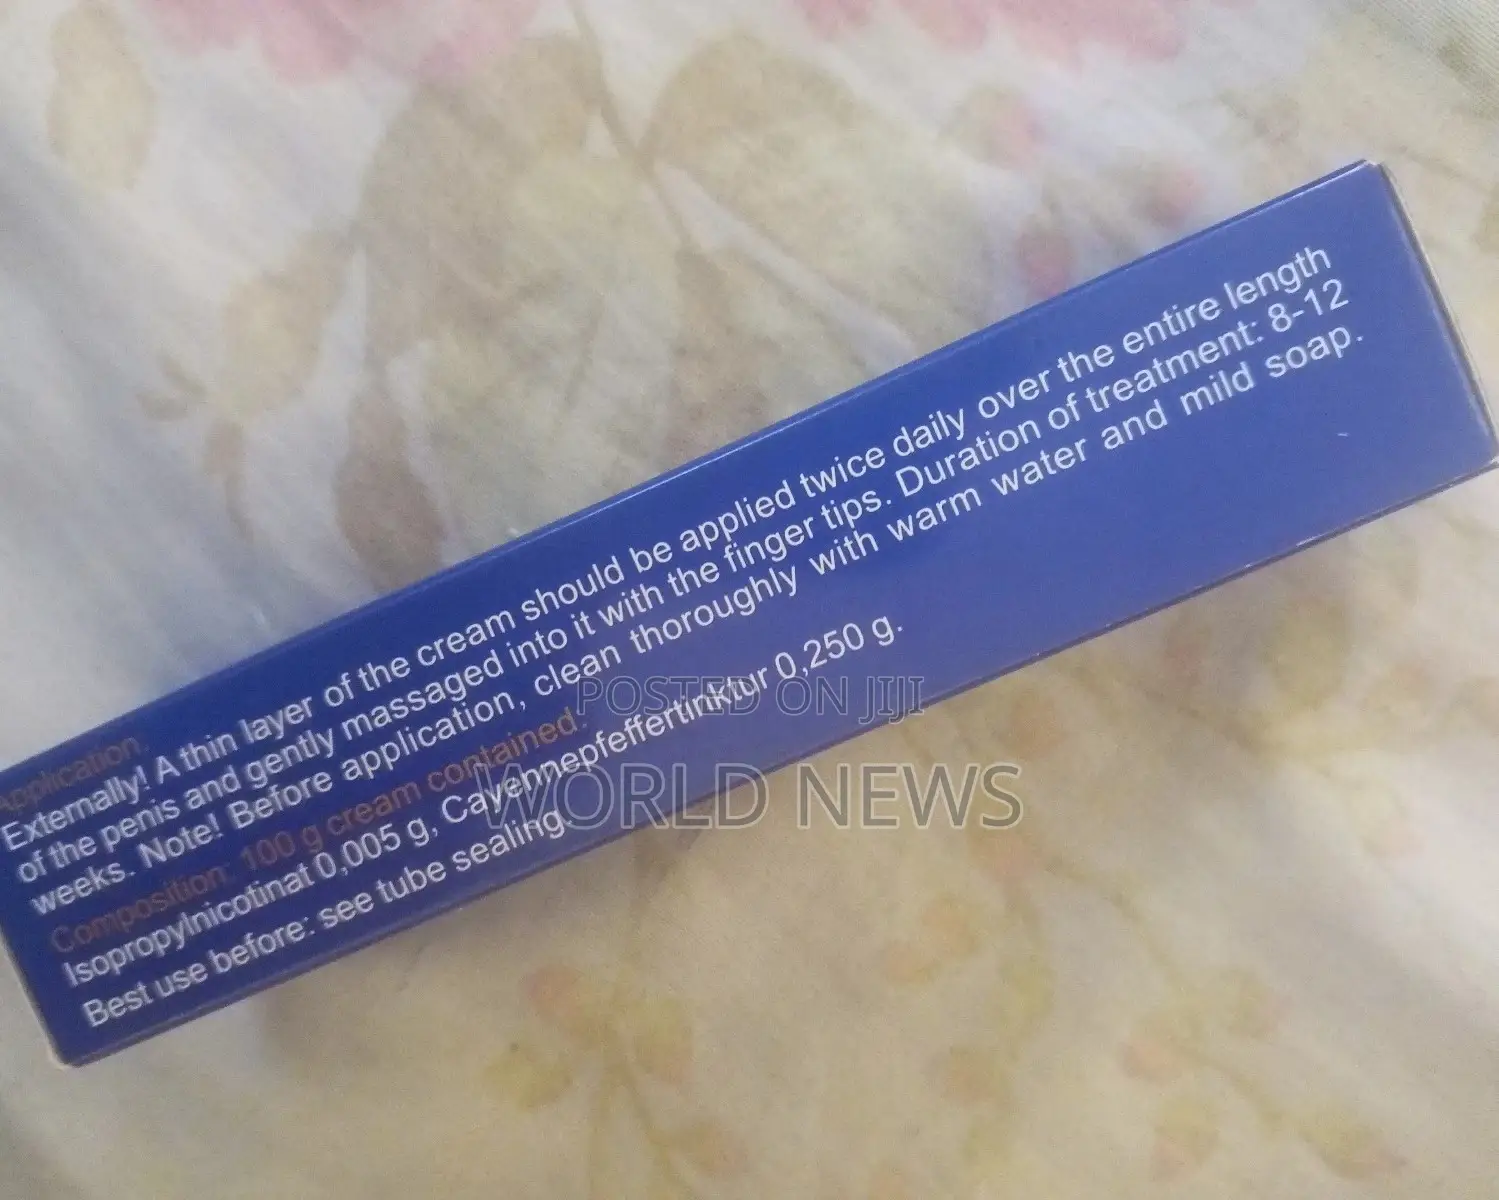 Application.
Externally! A thin layer of the cream should be applied twice daily over the entire length
of the penis and gently massaged into it with the finger tips. Duration of treatment: 8-12
weeks. Note! Before application, clean thoroughly with warm water and mild soap.
Composition: 100 g cream contained:
Isopropylnicotinat 0,005 g, Cayennepfeffertinktur 0,250 g.
Best use before: see tube sealing.
POSTED ON JIJI
WORLD NEWS